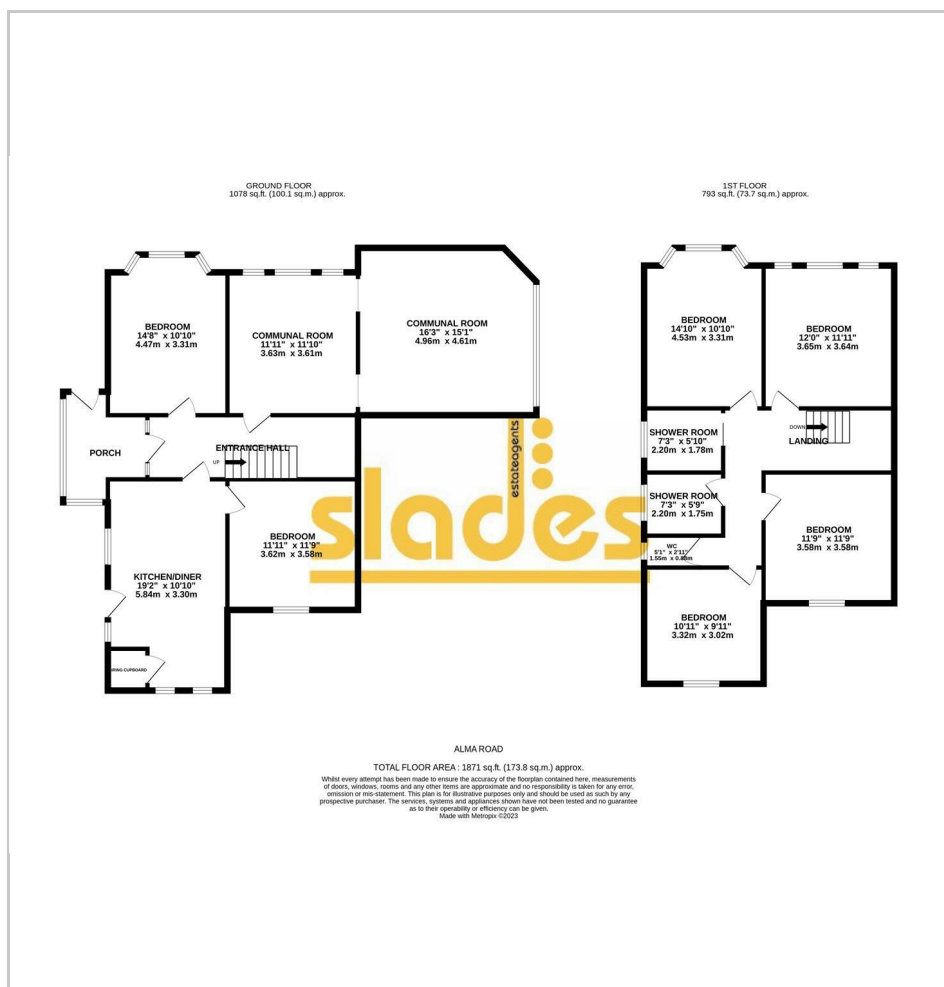 GROUND FLOOR
1078 sq.ft. (100.1 sq.m.) approx.
BEDROOM
14'8" x 10'10"
4.47m x 3.31m
COMMUNAL ROOM
11'11" x 11'10"
3.63m x 3.61m
COMMUNAL ROOM
16'3" x 15'1"
4.96m x 4.61m
PORCH
ENTRANCE HALL
UP
BEDROOM
11'11" x 11'9"
3.62m x 3.58m
KITCHEN/DINER
19'2" x 10'10"
5.84m x 3.30m
CUPBOARD
1ST FLOOR
793 sq.ft. (73.7 sq.m.) approx.
BEDROOM
14'10" x 10'10"
4.53m x 3.31m
BEDROOM
12'0" x 11'11"
3.65m x 3.64m
SHOWER ROOM
7'3" x 5'10"
2.20m x 1.78m
DOWN
LANDING
SHOWER ROOM
7'3" x 5'9"
2.20m x 1.75m
WC
5'1" x 2'11"
1.55m x
BEDROOM
11'9" x 11'9"
3.58m x 3.58m
BEDROOM
10'11" x 9'11"
3.32m x 3.02m
slades
estateagents
ALMA ROAD
TOTAL FLOOR AREA : 1871 sq.ft. (173.8 sq.m.) approx.
Whilst every attempt has been made to ensure the accuracy of the floorplan contained here, measurements
of doors, windows, rooms and any other items are approximate and no responsibility is taken for any error,
omission or mis-statement. This plan is for illustrative purposes only and should be used as such by any
prospective purchaser. The services, systems and appliances shown have not been tested and no guarantee
as to their operability or efficiency can be given.
Made with Metropix ©2023